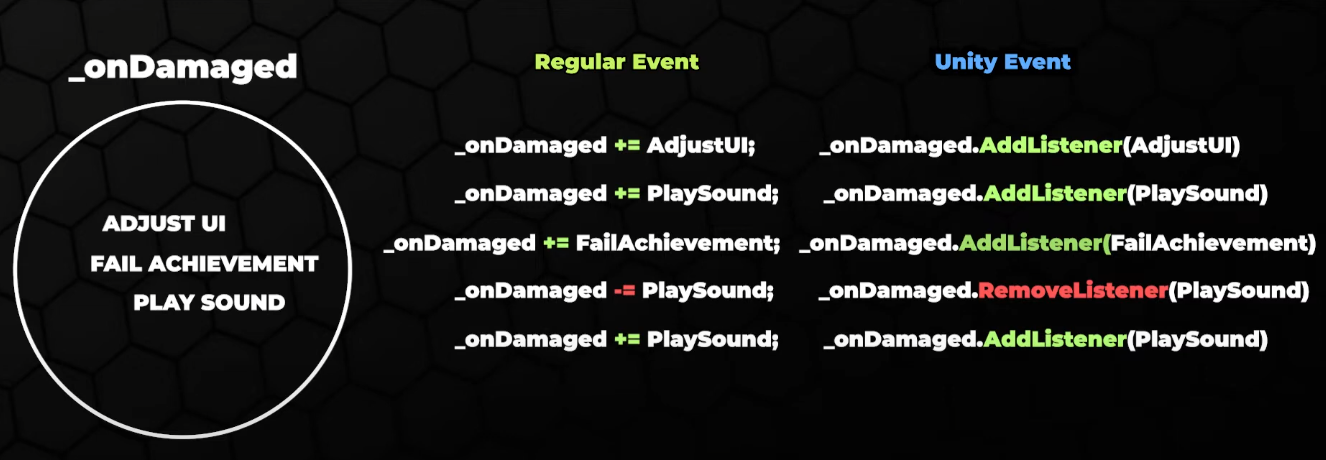 _onDamaged
ADJUST UI
FAIL ACHIEVEMENT
PLAY SOUND
Regular Event
_onDamaged += AdjustUI;
_onDamaged += PlaySound;
_onDamaged += FailAchievement;
_onDamaged -= PlaySound;
_onDamaged += PlaySound;
Unity Event
_onDamaged.AddListener(AdjustUI)
_onDamaged.AddListener(PlaySound)
_onDamaged.AddListener(FailAchievement)
_onDamaged.RemoveListener(PlaySound)
_onDamaged.AddListener(PlaySound)